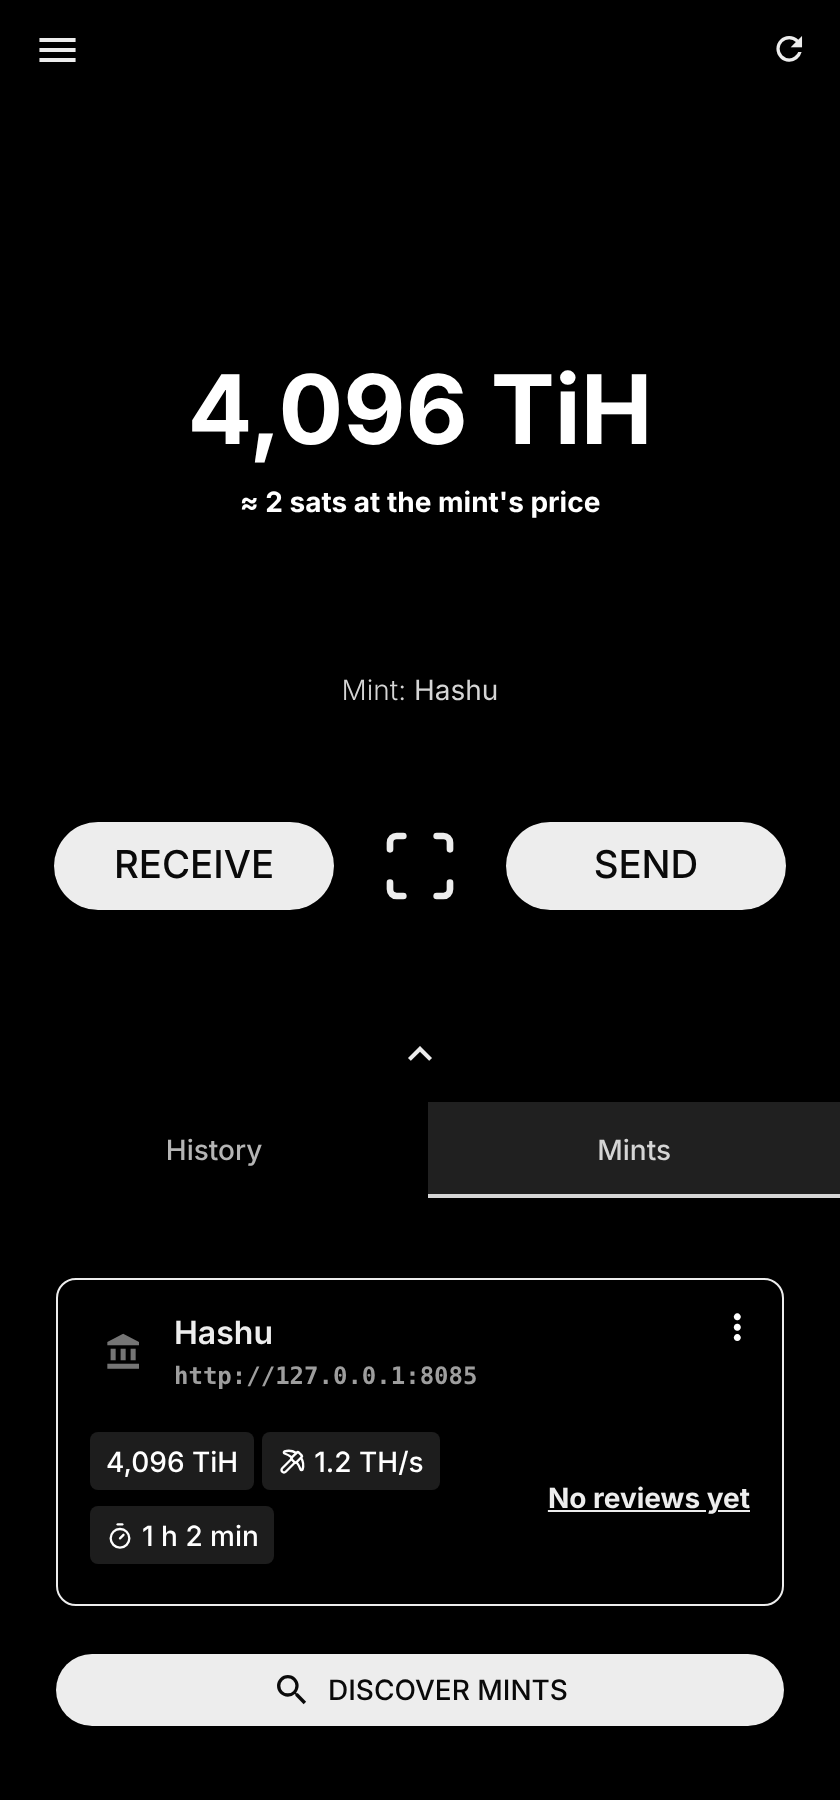 4,096 TiH
≈ 2 sats at the mint's price
Mint: Hashu
RECEIVE
SEND
History
Mints
Hashu
http://127.0.0.1:8085
4,096 TiH
1.2 TH/s
No reviews yet
1 h 2 min
DISCOVER MINTS